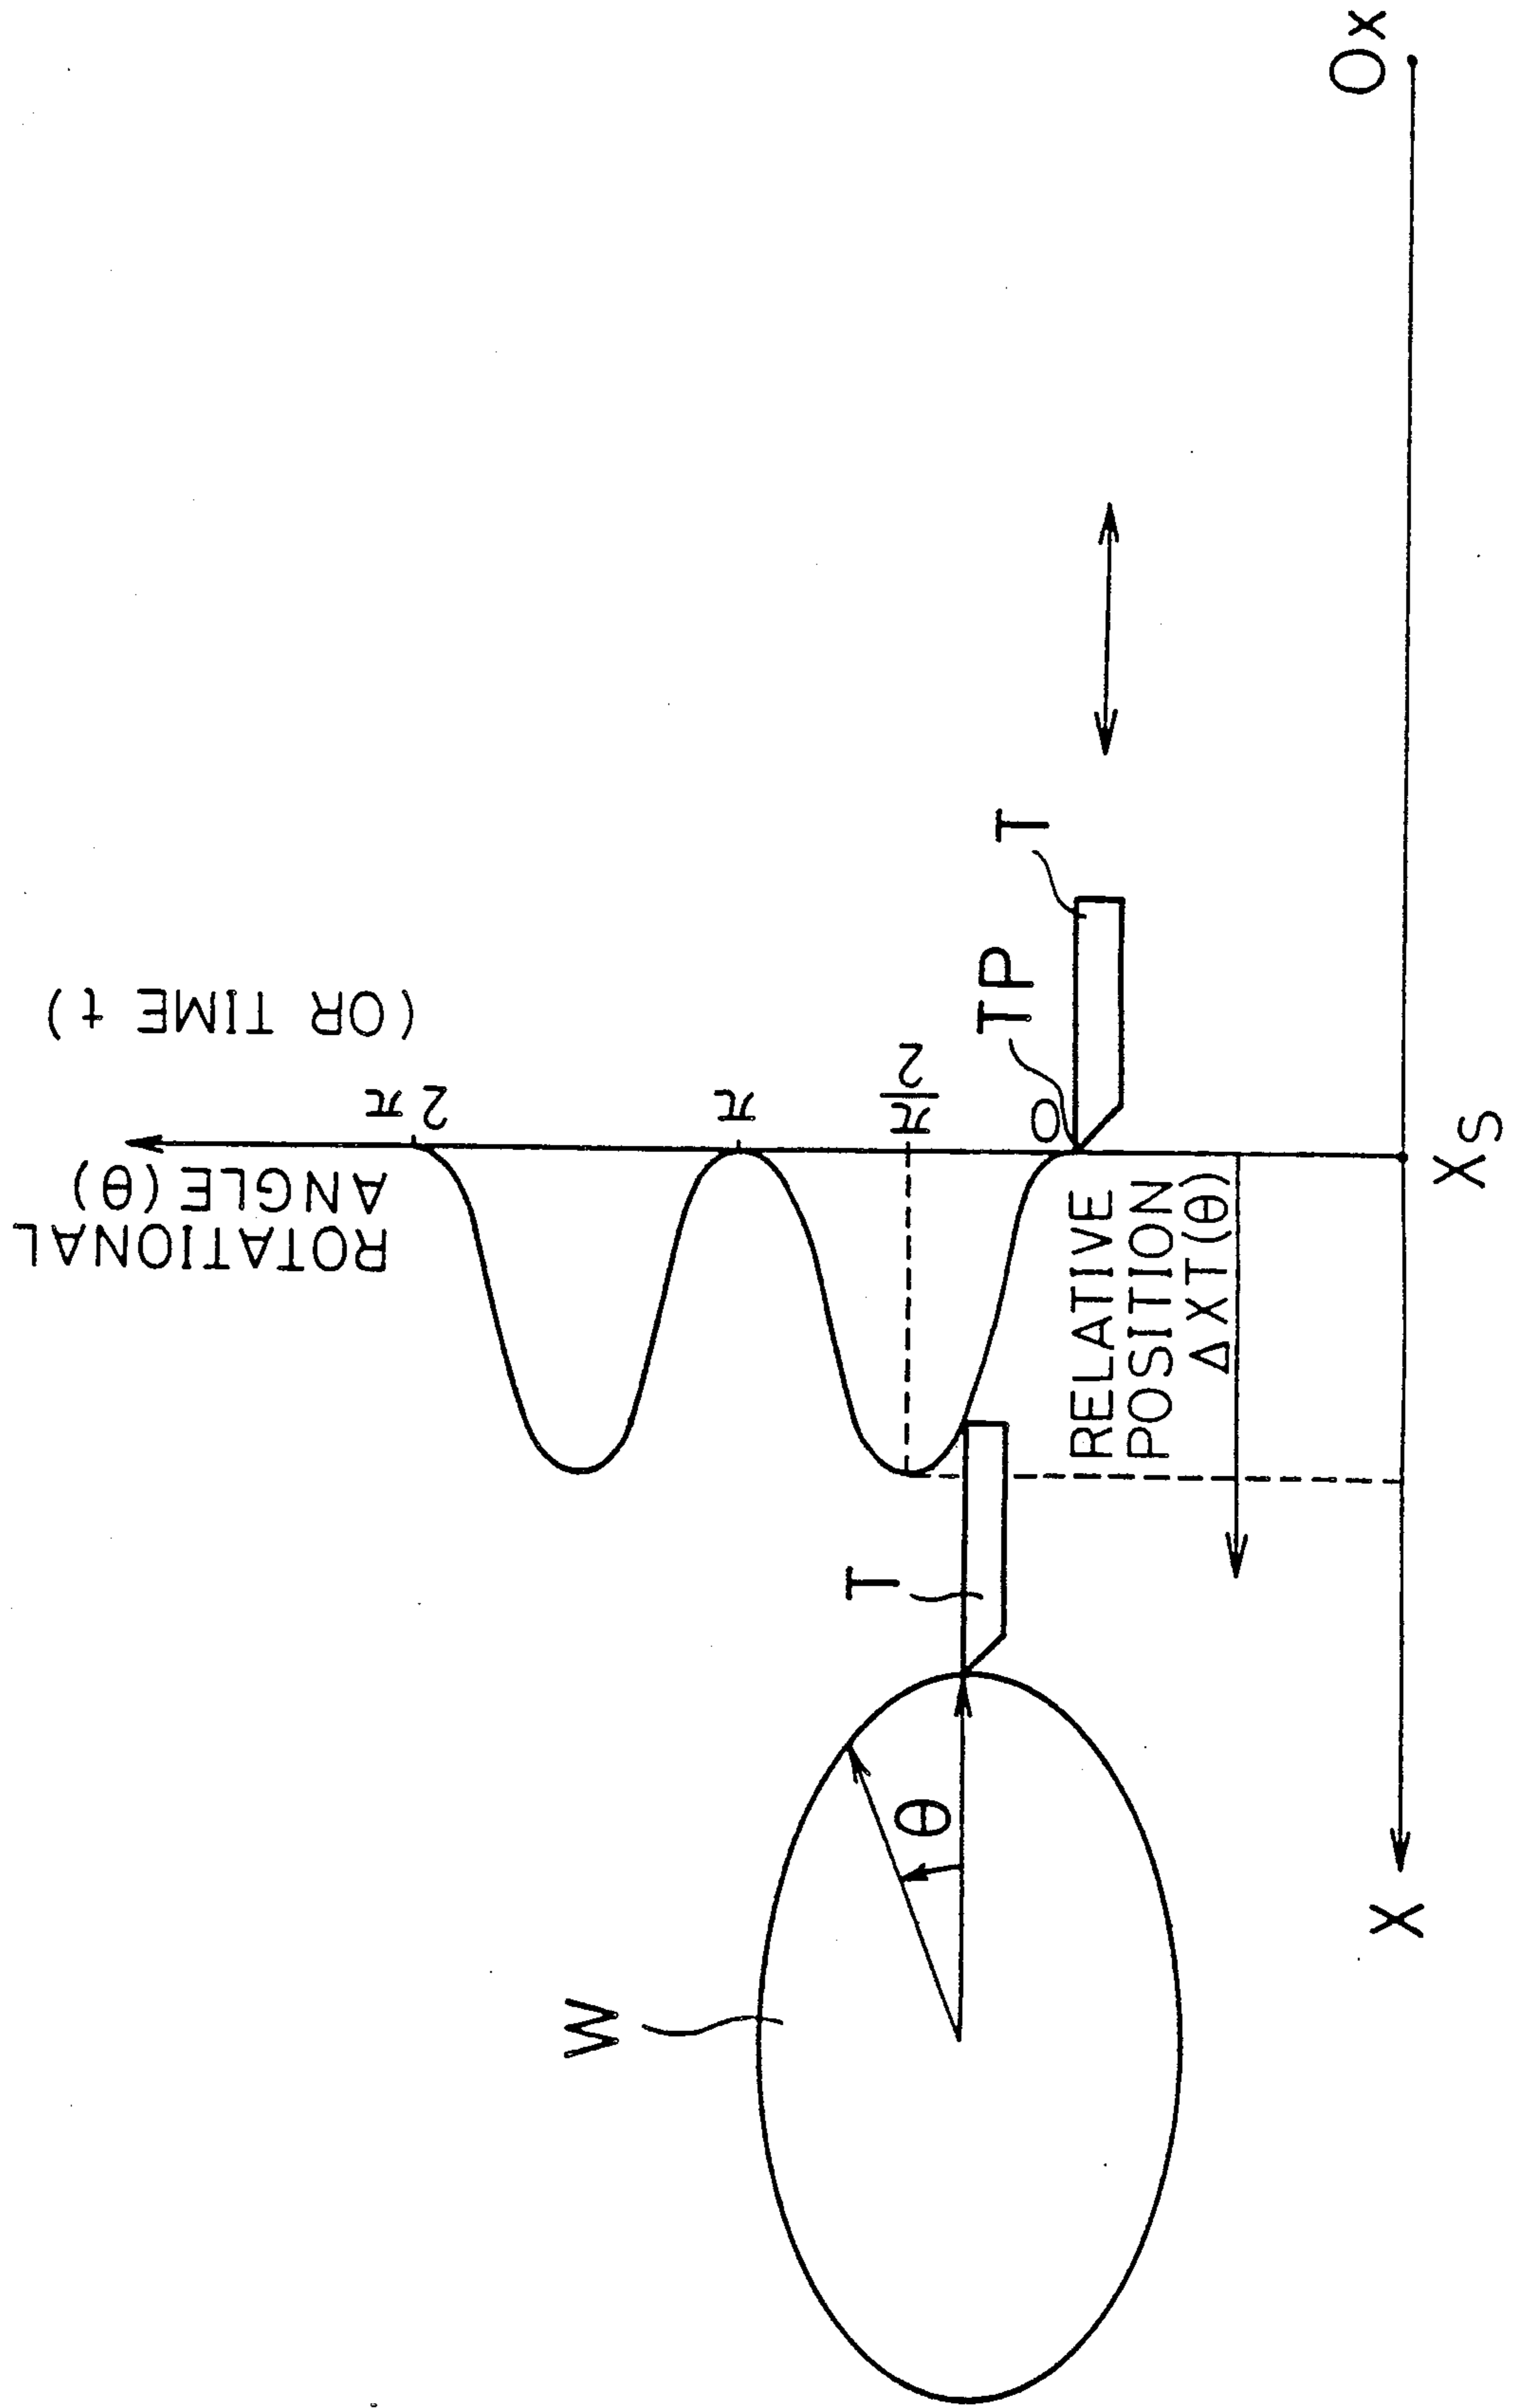 ROTATIONAL
ANGLE (θ)
(OR TIME t)
2π
π
π/2
0
TP
T
RELATIVE
POSITION
ΔXT(θ)
T
W
θ
X
XS
OX